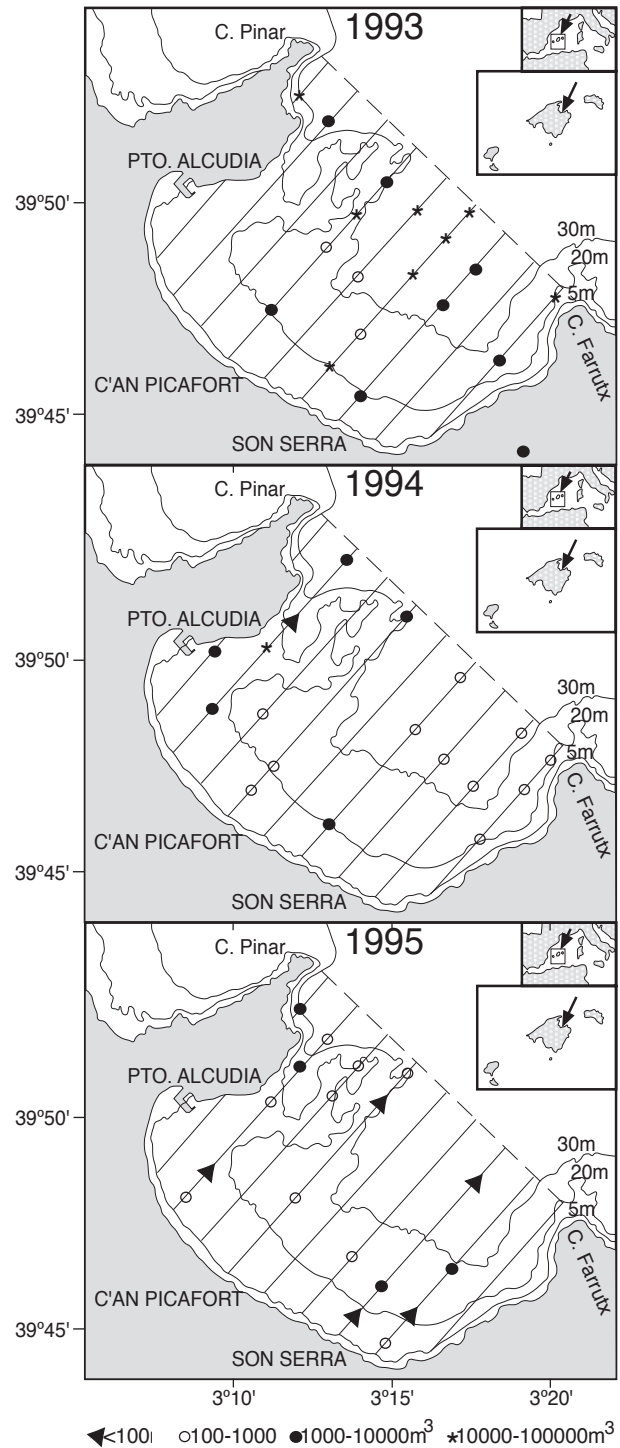 C. Pinar 1993
PTO. ALCUDIA
39°50'
30m
20m
5m
C. Farrutx
C'AN PICAFORT
39°45'
SON SERRA
C. Pinar 1994
PTO. ALCUDIA
39°50'
30m
20m
5m
C. Farrutx
C'AN PICAFORT
39°45'
SON SERRA
C. Pinar 1995
PTO. ALCUDIA
39°50'
30m
20m
5m
C. Farrutx
C'AN PICAFORT
39°45'
SON SERRA
3°10' 3°15' 3°20'
<100 100-1000 1000-10000m³ *10000-100000m³